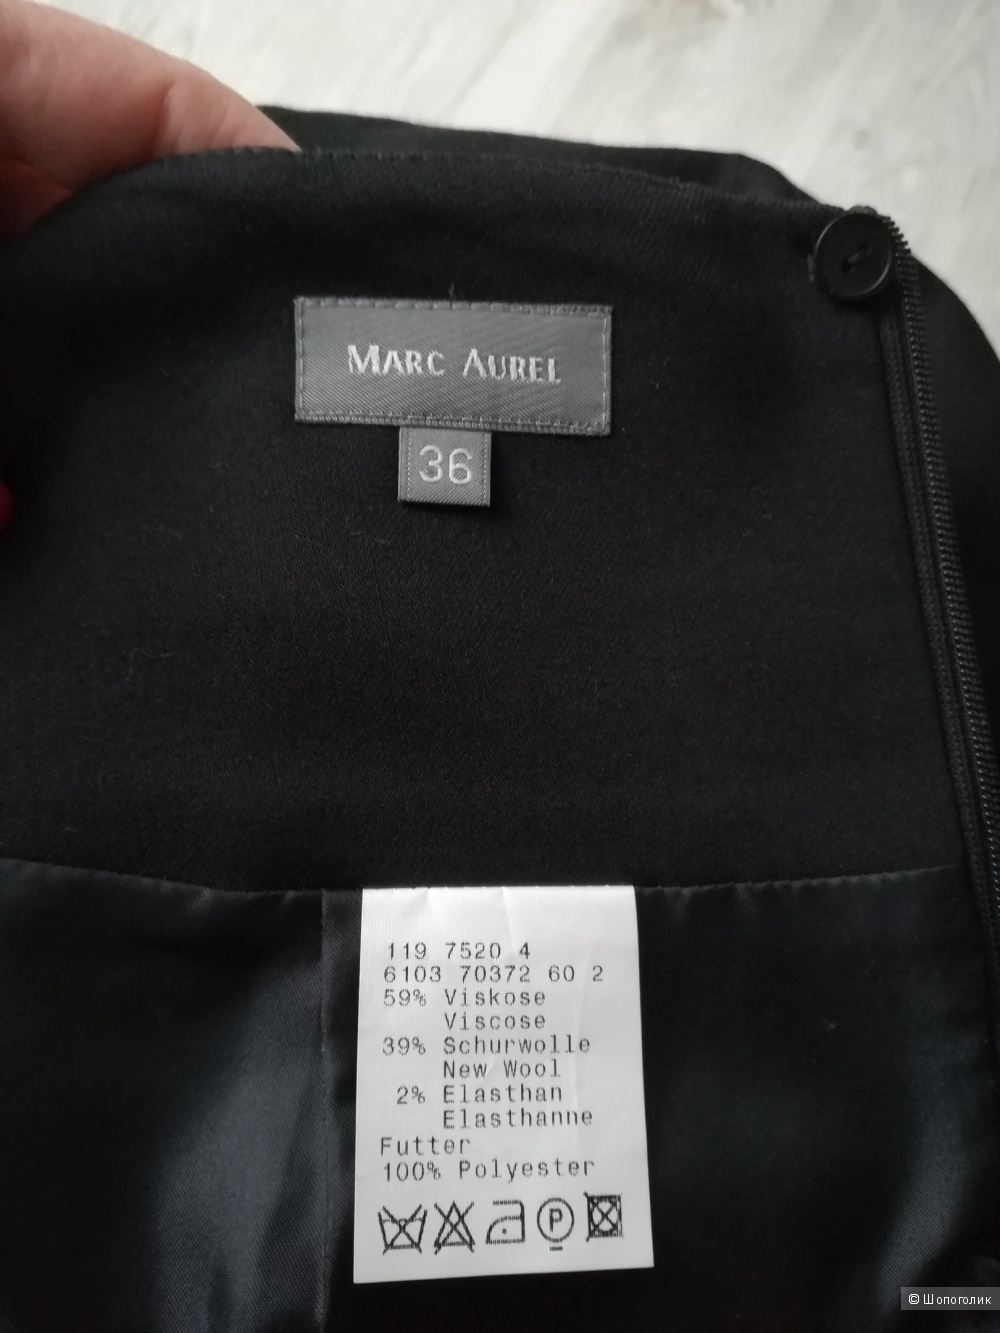 MARC AUREL
36
119 7520 4
6103 70372 60 2
59% Viskose
Viscose
39% Schurwolle
New Wool
2% Elasthan
Elasthanne
Futter
100% Polyester
P
© Шопоголик